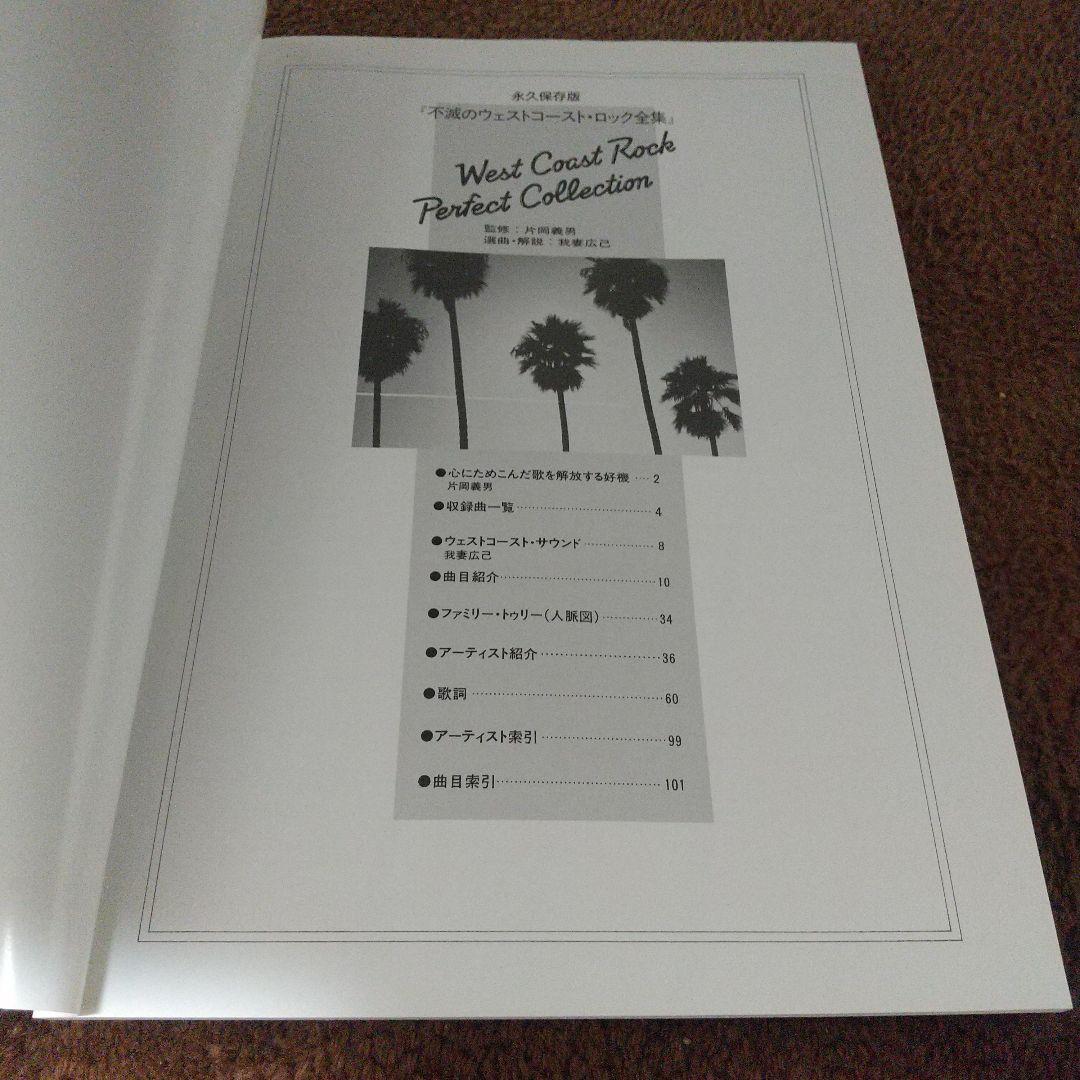 永久保存版
『不滅のウェストコースト・ロック全集』
West Coast Rock
Perfect Collection
監修：片岡義男
選曲・解説：我妻広己
●心にためこんだ歌を解放する好機 ···· 2
片岡義男
●収録曲一覧 ································· 4
●ウェストコースト・サウンド ·················· 8
我妻広己
●曲目紹介 ······································ 10
●ファミリー・トゥリー（人脈図） ·············· 34
●アーティスト紹介 ························· 36
●歌詞 ········································ 60
●アーティスト索引 ·························· 99
●曲目索引 ·································· 101